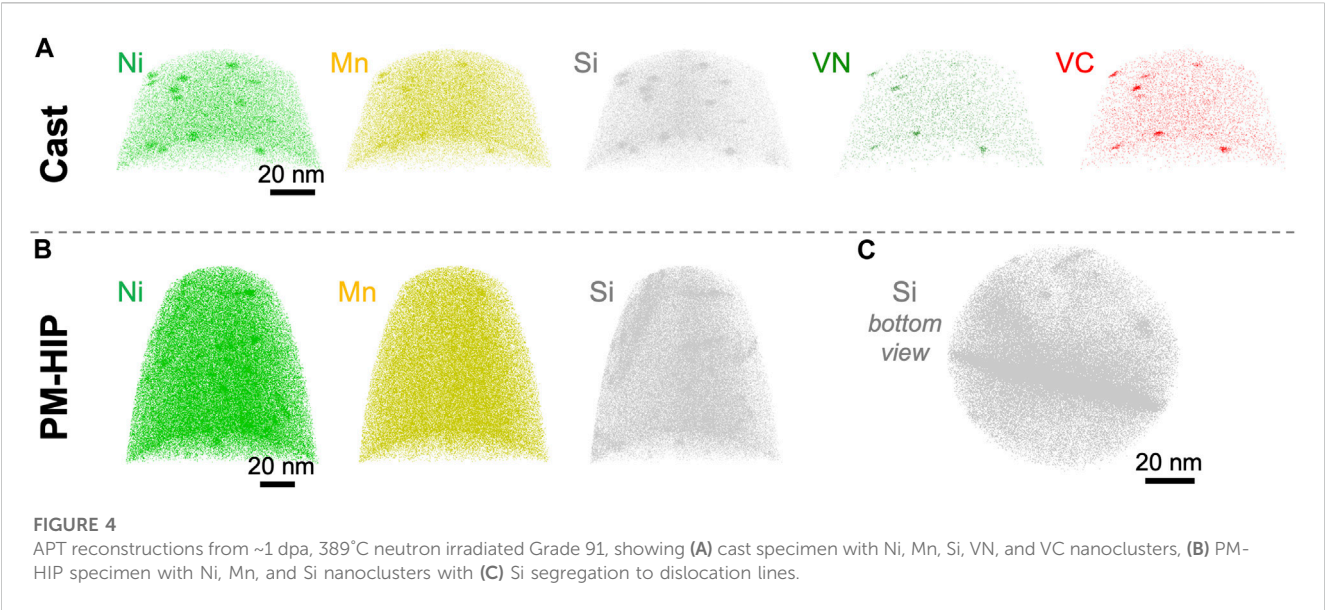 A
Ni
Mn
Si
VN
VC
Cast
20 nm
B
Ni
Mn
Si
PM-HIP
20 nm
C
Si
bottom
view
20 nm
FIGURE 4
APT reconstructions from ~1 dpa, 389°C neutron irradiated Grade 91, showing (A) cast specimen with Ni, Mn, Si, VN, and VC nanoclusters, (B) PM-
HIP specimen with Ni, Mn, and Si nanoclusters with (C) Si segregation to dislocation lines.